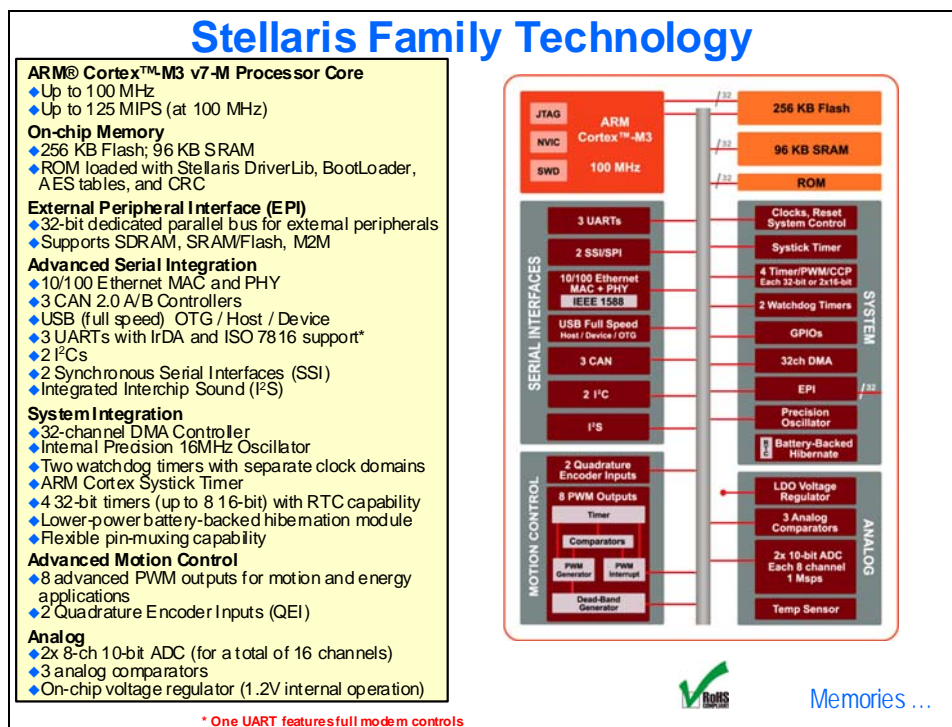 Stellaris Family Technology
ARM® Cortex™-M3 v7-M Processor Core
◆Up to 100 MHz
◆Up to 125 MIPS (at 100 MHz)
On-chip Memory
◆256 KB Flash; 96 KB SRAM
◆ROM loaded with Stellaris DriverLib, BootLoader,
AES tables, and CRC
External Peripheral Interface (EPI)
◆32-bit dedicated parallel bus for external peripherals
◆Supports SDRAM, SRAM/Flash, M2M
Advanced Serial Integration
◆10/100 Ethernet MAC and PHY
◆3 CAN 2.0 A/B Controllers
◆USB (full speed) OTG / Host / Device
◆3 UARTs with IrDA and ISO 7816 support*
◆2 I²Cs
◆2 Synchronous Serial Interfaces (SSI)
◆Integrated Interchip Sound (I²S)
System Integration
◆32-channel DMA Controller
◆Internal Precision 16MHz Oscillator
◆Two watchdog timers with separate clock domains
◆ARM Cortex Systick Timer
◆4 32-bit timers (up to 8 16-bit) with RTC capability
◆Lower-power battery-backed hibernation module
◆Flexible pin-muxing capability
Advanced Motion Control
◆8 advanced PWM outputs for motion and energy
applications
◆2 Quadrature Encoder Inputs (QEI)
Analog
◆2x 8-ch 10-bit ADC (for a total of 16 channels)
◆3 analog comparators
◆On-chip voltage regulator (1.2V internal operation)
* One UART features full modem controls
JTAG
NVIC
SWD
ARM
Cortex™-M3
100 MHz
32
256 KB Flash
32
96 KB SRAM
32
ROM
SERIAL INTERFACES
3 UARTs
2 SSI/SPI
10/100 Ethernet
MAC + PHY
IEEE 1588
USB Full Speed
Host / Device / OTG
3 CAN
2 I²C
I²S
SYSTEM
Clocks, Reset
System Control
Systick Timer
4 Timer/PWM/CCP
Each 32-bit or 2x16-bit
2 Watchdog Timers
GPIOs
32ch DMA
EPI
32
Precision
Oscillator
RTC
Battery-Backed
Hibernate
MOTION CONTROL
2 Quadrature
Encoder Inputs
8 PWM Outputs
Timer
Comparators
PWM
Generator
PWM
Interrupt
Dead-Band
Generator
ANALOG
LDO Voltage
Regulator
3 Analog
Comparators
2x 10-bit ADC
Each 8 channel
1 Msps
Temp Sensor
RoHS
COMPLIANT
Memories ...